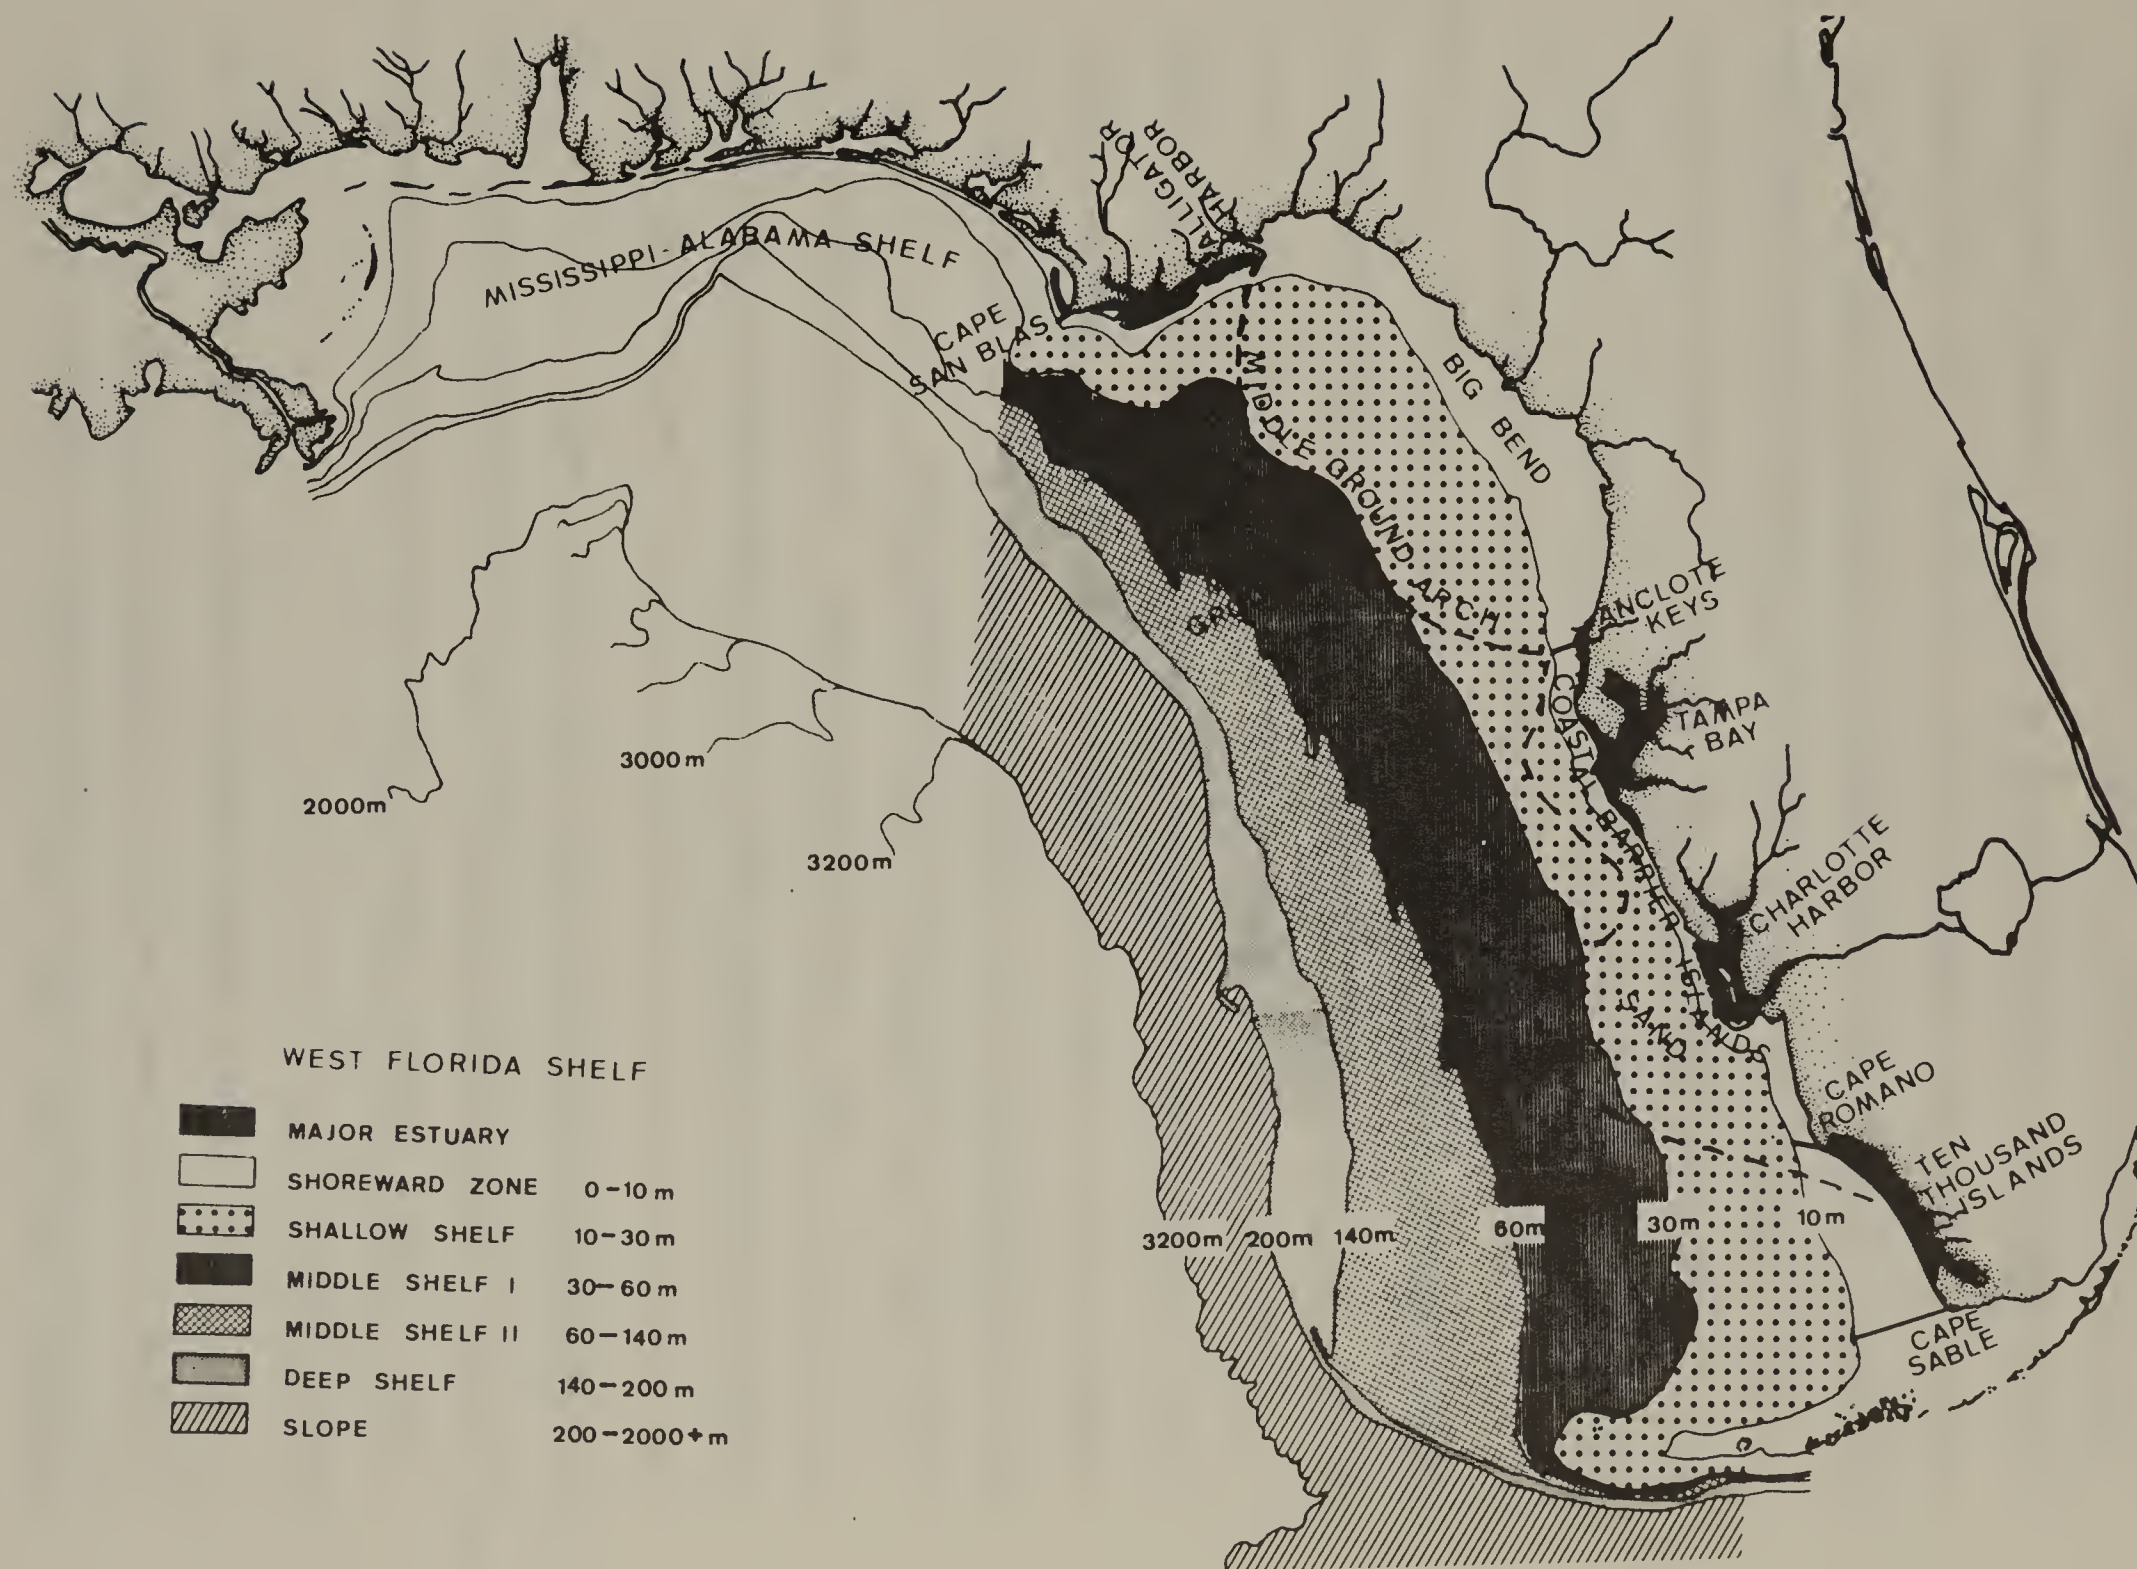 ALLIGATOR
HARBOR
MISSISSIPPI-ALABAMA SHELF
CAPE
SAN BLAS
MIDDLE GROUND ARCH
BIG BEND
ANCLOTE
KEYS
TAMPA
BAY
COASTAL BARRIER ISLANDS
CHARLOTTE
HARBOR
SAND
CAPE
ROMANO
TEN
THOUSAND
ISLANDS
CAPE
SABLE
2000m
3000m
3200m
3200m 200m 140m 60m 30m 10m
WEST FLORIDA SHELF
MAJOR ESTUARY
SHOREWARD ZONE 0-10 m
SHALLOW SHELF 10-30 m
MIDDLE SHELF I 30-60 m
MIDDLE SHELF II 60-140 m
DEEP SHELF 140-200 m
SLOPE 200-2000+ m